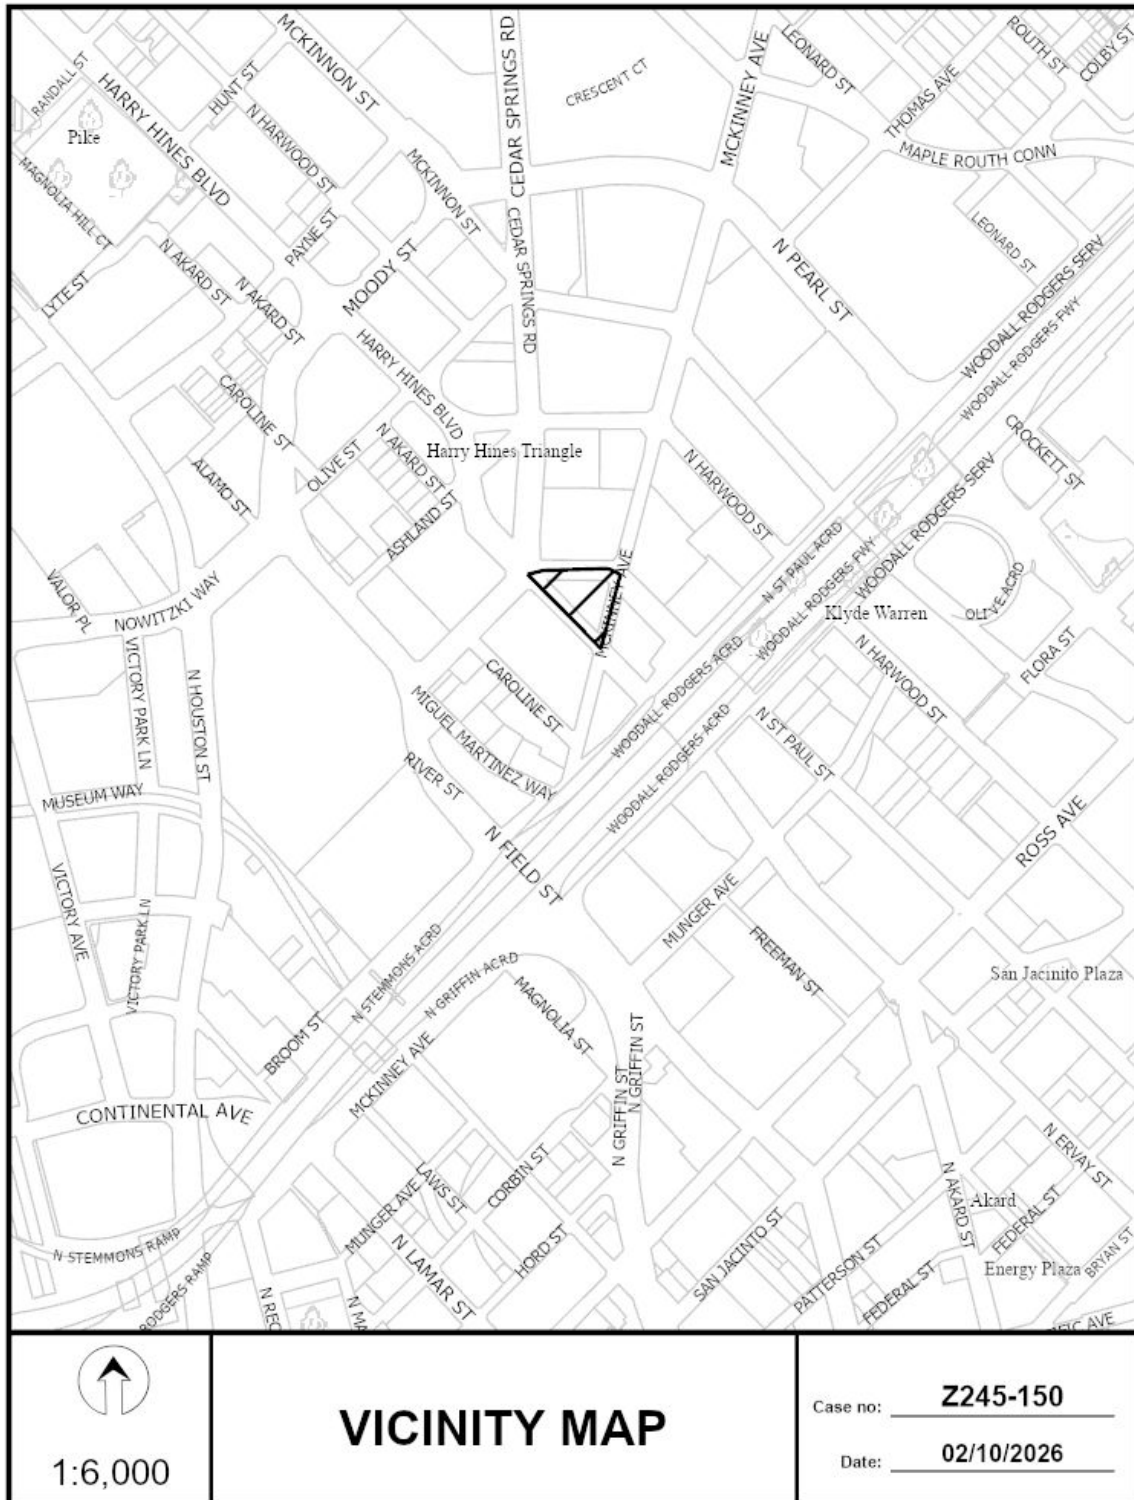 MCKINNON ST
CEDAR SPRINGS RD
MCKINNEY AVE
LEONARD ST
ROUTH ST
COLBY ST
RANDALL ST
HARRY HINES BLVD
HUNT ST
CRESCENT CT
THOMAS AVE
Pike
N HARWOOD ST
MCKINNON ST
MAPLE ROUTH CONN
MAGNOLIA HILL CT
PAYNE ST
CEDAR SPRINGS RD
LEONARD ST
N AKARD ST
MOODY ST
N PEARL ST
WOODALL RODGERS SERV
LYTE ST
N AKARD ST
WOODALL RODGERS FWY
HARRY HINES BLVD
CAROLINE ST
N AKARD ST
Harry Hines Triangle
CROCKETT ST
OLIVE ST
ALAMO ST
N HARWOOD ST
WOODALL RODGERS SERV
ASHLAND ST
N ST PAUL ACRD
WOODALL RODGERS FWY
VALOR PL
NOWITZKI WAY
MCKINNEY AVE
Klyde Warren
OLIVE ACRD
VICTORY PARK LN
N HOUSTON ST
CAROLINE ST
WOODALL RODGERS ACRD
N HARWOOD ST
FLORA ST
MIGUEL MARTINEZ WAY
WOODALL RODGERS ACRD
N ST PAUL ST
RIVER ST
MUSEUM WAY
N FIELD ST
ROSS AVE
VICTORY AVE
VICTORY PARK LN
MUNGER AVE
FREEMAN ST
N STEMMONS ACRD
N GRIFFIN ACRD
San Jacinito Plaza
MAGNOLIA ST
BROOM ST
MCKINNEY AVE
N GRIFFIN ST
N GRIFFIN ST
CONTINENTAL AVE
N ERVAY ST
LAWS ST
CORBIN ST
MUNGER AVE
N AKARD ST
Akard
FEDERAL ST
N STEMMONS RAMP
N LAMAR ST
HORD ST
SAN JACINTO ST
PATTERSON ST
FEDERAL ST
Energy Plaza
BRYAN ST
RODGERS RAMP
N REC
N MA
AVE
1:6,000
VICINITY MAP
Case no: Z245-150
Date: 02/10/2026